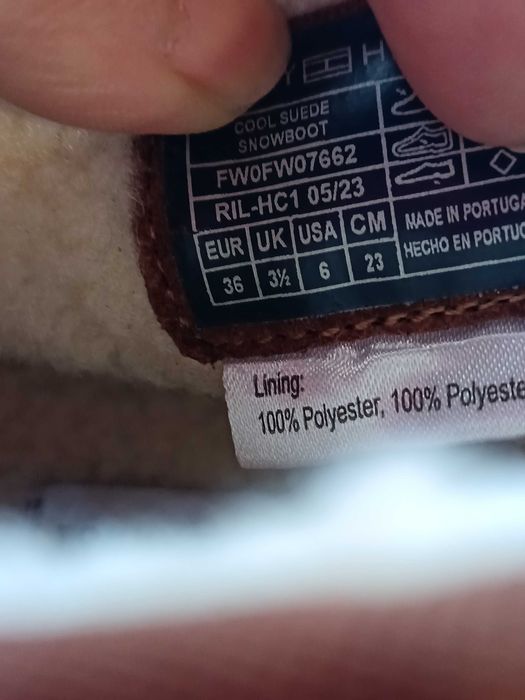 COOL SUEDE
SNOWBOOT
FW0FW07662
RIL-HC1 05/23
EUR UK USA CM
36 3½ 6 23
MADE IN PORTUGA
HECHO EN PORTUG
Lining:
100% Polyester, 100% Polyeste